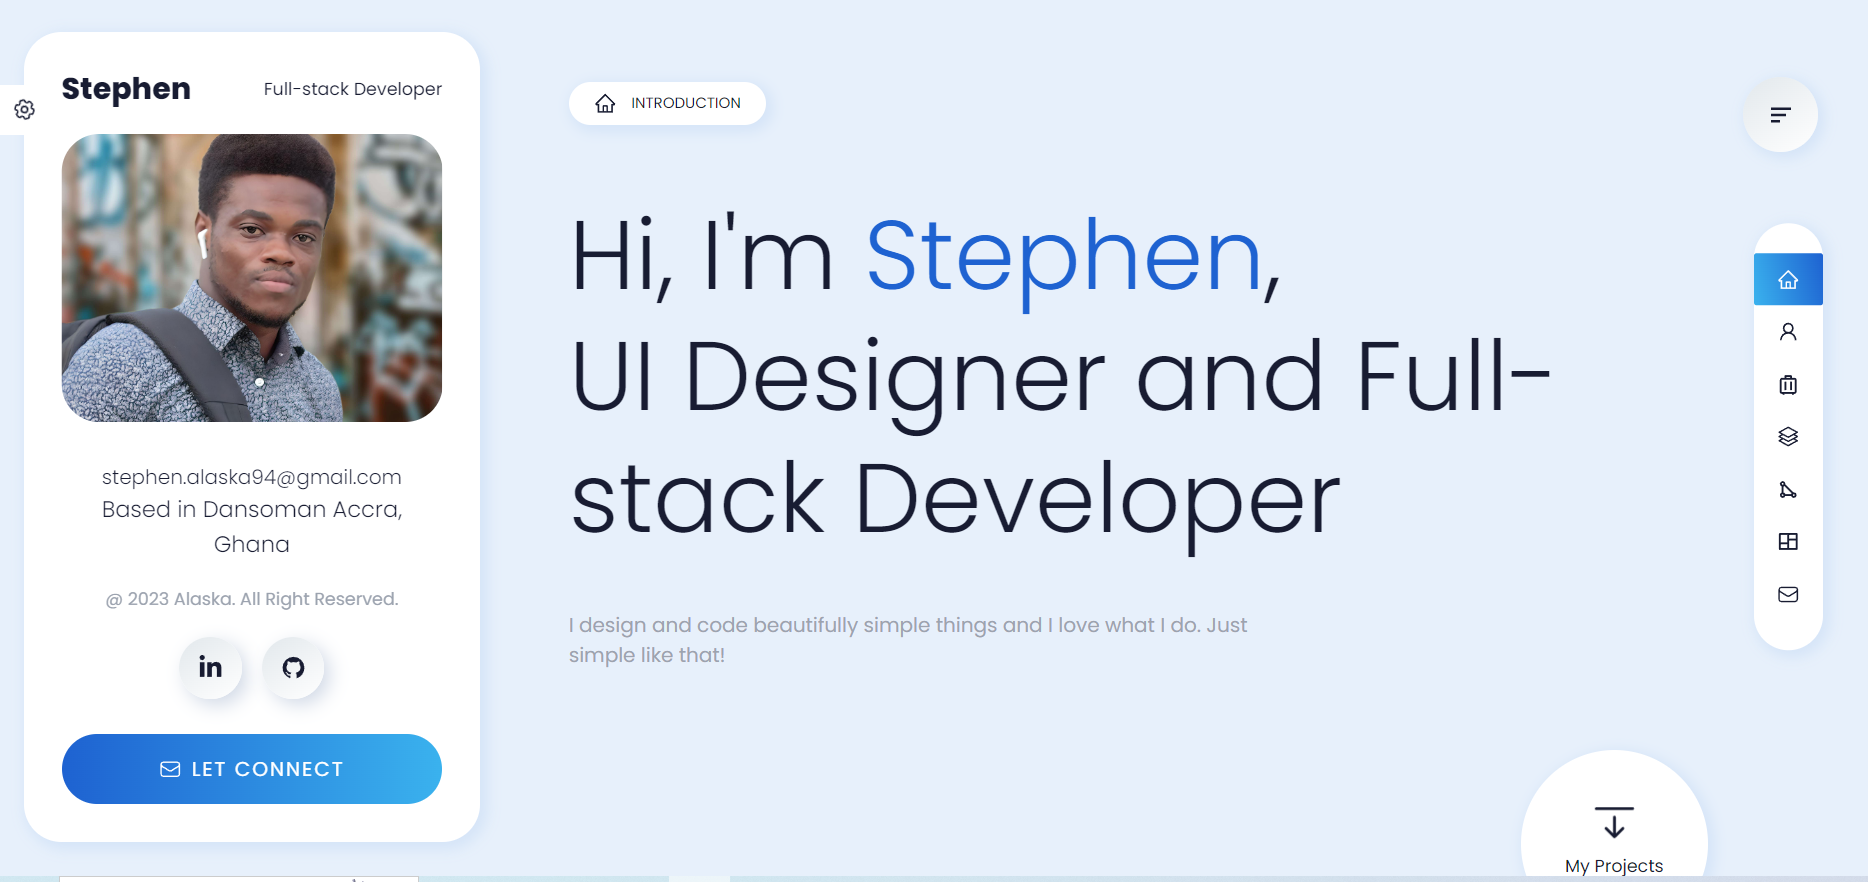 Stephen
Full-stack Developer
stephen.alaska94@gmail.com
Based in Dansoman Accra,
Ghana
@ 2023 Alaska. All Right Reserved.
in
LET CONNECT
INTRODUCTION
Hi, I'm Stephen,
UI Designer and Full-
stack Developer
I design and code beautifully simple things and I love what I do. Just
simple like that!
My Projects